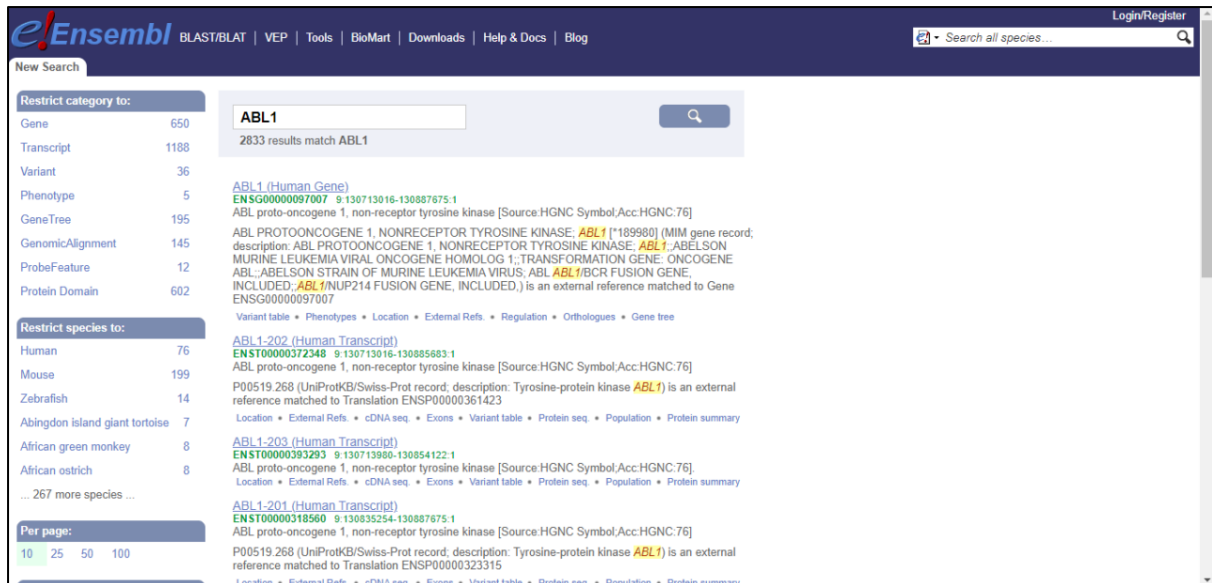 Login/Register
e!Ensembl BLAST/BLAT | VEP | Tools | BioMart | Downloads | Help & Docs | Blog
Search all species...
New Search
Restrict category to:
Gene 650
Transcript 1188
Variant 36
Phenotype 5
GeneTree 195
GenomicAlignment 145
ProbeFeature 12
Protein Domain 602
Restrict species to:
Human 76
Mouse 199
Zebrafish 14
Abingdon island giant tortoise 7
African green monkey 8
African ostrich 8
... 267 more species ...
Per page:
10 25 50 100
ABL1
2833 results match ABL1
ABL1 (Human Gene)
ENSG00000097007 9:130713016-130887675:1
ABL proto-oncogene 1, non-receptor tyrosine kinase [Source:HGNC Symbol;Acc:HGNC:76]
ABL PROTOONCOGENE 1, NONRECEPTOR TYROSINE KINASE; ABL1 [*189980] (MIM gene record;
description: ABL PROTOONCOGENE 1, NONRECEPTOR TYROSINE KINASE; ABL1;;ABELSON
MURINE LEUKEMIA VIRAL ONCOGENE HOMOLOG 1;;TRANSFORMATION GENE: ONCOGENE
ABL;;ABELSON STRAIN OF MURINE LEUKEMIA VIRUS; ABL ABL1/BCR FUSION GENE,
INCLUDED;;ABL1/NUP214 FUSION GENE, INCLUDED,) is an external reference matched to Gene
ENSG00000097007
Variant table • Phenotypes • Location • External Refs. • Regulation • Orthologues • Gene tree
ABL1-202 (Human Transcript)
ENST00000372348 9:130713016-130885683:1
ABL proto-oncogene 1, non-receptor tyrosine kinase [Source:HGNC Symbol;Acc:HGNC:76]
P00519.268 (UniProtKB/Swiss-Prot record; description: Tyrosine-protein kinase ABL1) is an external
reference matched to Translation ENSP00000361423
Location • External Refs. • cDNA seq. • Exons • Variant table • Protein seq. • Population • Protein summary
ABL1-203 (Human Transcript)
ENST00000393293 9:130713980-130854122:1
ABL proto-oncogene 1, non-receptor tyrosine kinase [Source:HGNC Symbol;Acc:HGNC:76].
Location • External Refs. • cDNA seq. • Exons • Variant table • Protein seq. • Population • Protein summary
ABL1-201 (Human Transcript)
ENST00000318560 9:130835254-130887675:1
ABL proto-oncogene 1, non-receptor tyrosine kinase [Source:HGNC Symbol;Acc:HGNC:76]
P00519.268 (UniProtKB/Swiss-Prot record; description: Tyrosine-protein kinase ABL1) is an external
reference matched to Translation ENSP00000323315
Location • External Refs. • cDNA seq. • Exons • Variant table • Protein seq. • Population • Protein summary